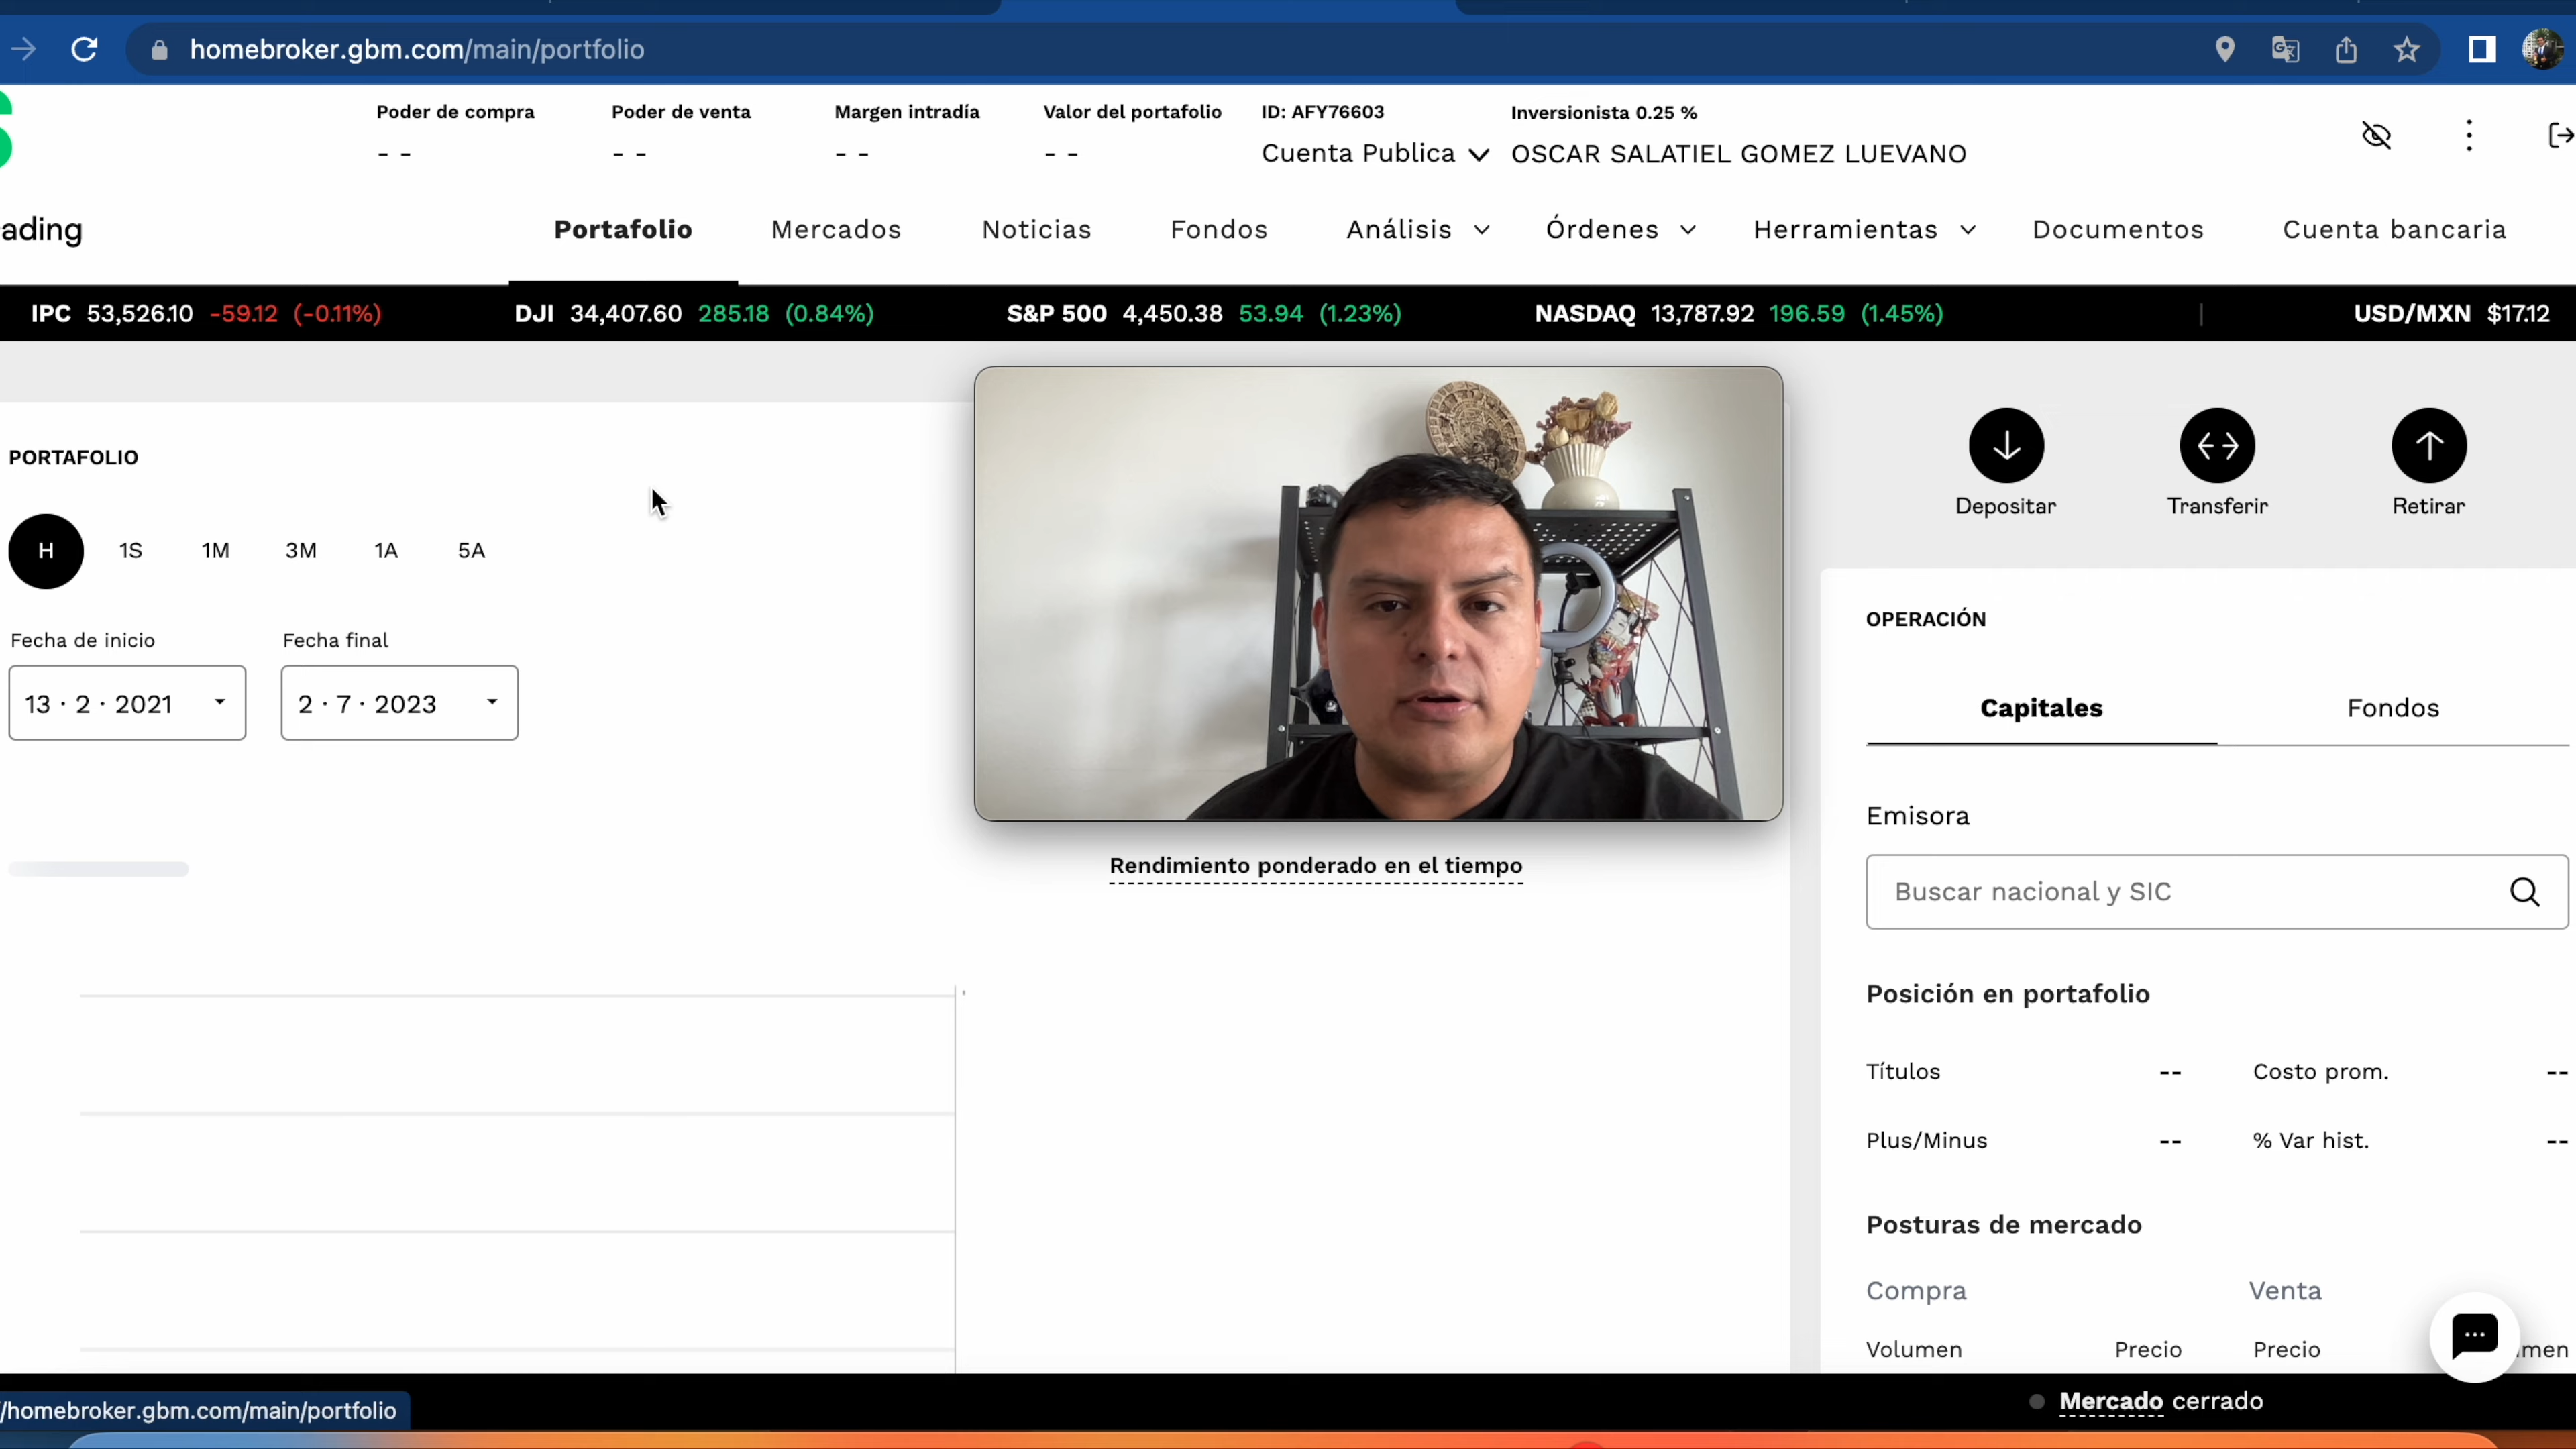 homebroker.gbm.com/main/portfolio
Poder de compra
- -
Poder de venta
- -
Margen intradía
- -
Valor del portafolio
- -
ID: AFY76603
Cuenta Publica
Inversionista 0.25 %
OSCAR SALATIEL GOMEZ LUEVANO
ading
Portafolio
Mercados
Noticias
Fondos
Análisis
Órdenes
Herramientas
Documentos
Cuenta bancaria
IPC 53,526.10 -59.12 (-0.11%)
DJI 34,407.60 285.18 (0.84%)
S&P 500 4,450.38 53.94 (1.23%)
NASDAQ 13,787.92 196.59 (1.45%)
USD/MXN $17.12
PORTAFOLIO
H 1S 1M 3M 1A 5A
Fecha de inicio
13 · 2 · 2021
Fecha final
2 · 7 · 2023
Rendimiento ponderado en el tiempo
Depositar
Transferir
Retirar
OPERACIÓN
Capitales
Fondos
Emisora
Buscar nacional y SIC
Posición en portafolio
Títulos --
Costo prom. --
Plus/Minus --
% Var hist. --
Posturas de mercado
Compra
Venta
Volumen
Precio
Precio
men
/homebroker.gbm.com/main/portfolio
Mercado cerrado